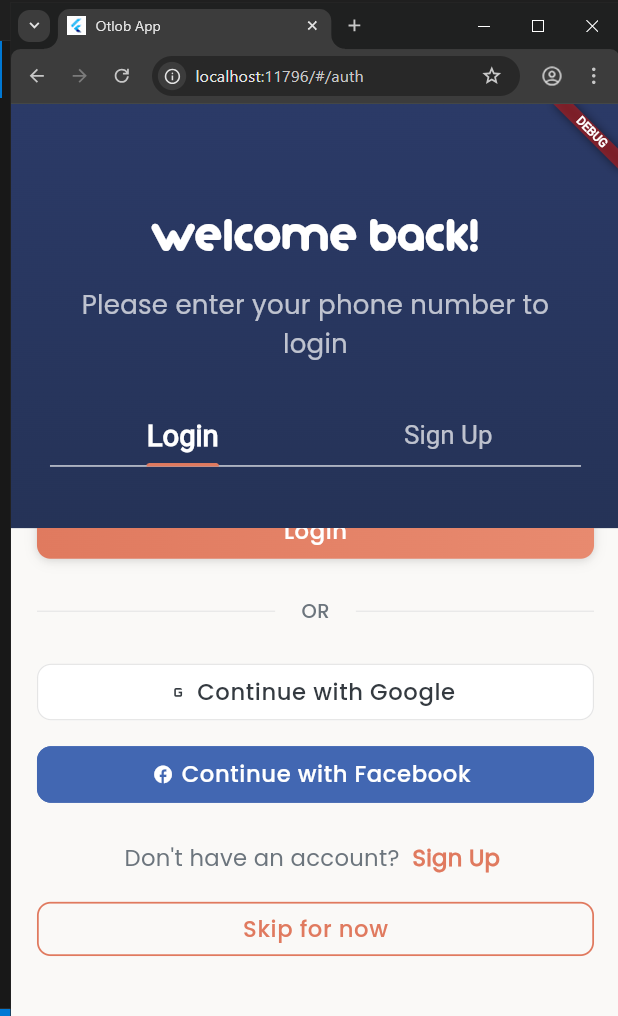 Otlob App
localhost:11796/#/auth
DEBUG
welcome back!
Please enter your phone number to
login
Login
Sign Up
Login
OR
G Continue with Google
Continue with Facebook
Don't have an account? Sign Up
Skip for now